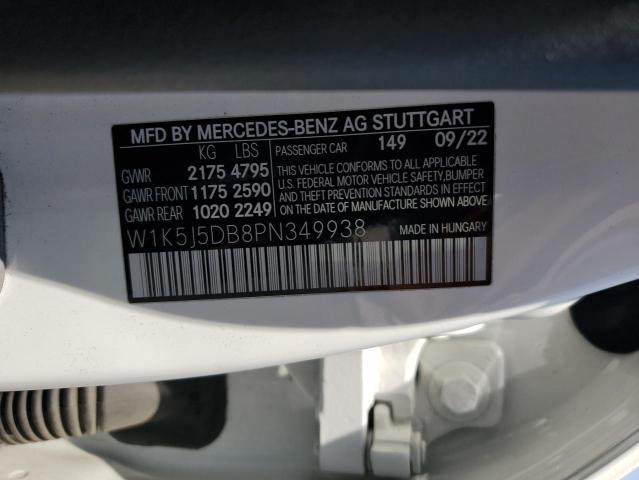 MFD BY MERCEDES-BENZ AG STUTTGART
KG LBS PASSENGER CAR 149 09/22
GVWR 2175 4795
GAWR FRONT 1175 2590
GAWR REAR 1020 2249
THIS VEHICLE CONFORMS TO ALL APPLICABLE
U.S. FEDERAL MOTOR VEHICLE SAFETY, BUMPER
AND THEFT PREVENTION STANDARDS IN EFFECT
ON THE DATE OF MANUFACTURE SHOWN ABOVE.
W1K5J5DB8PN349938 MADE IN HUNGARY